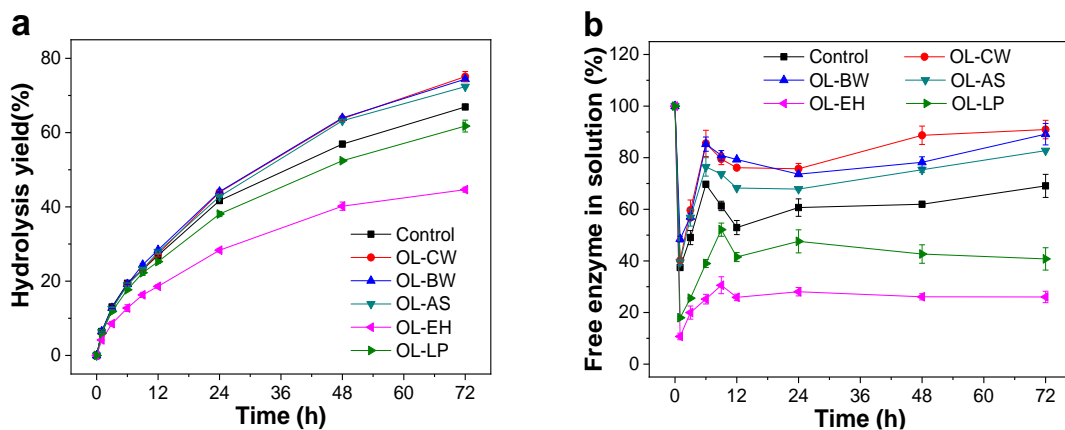 a
Hydrolysis yield(%)
80
60
40
20
0
Control
OL-CW
OL-BW
OL-AS
OL-EH
OL-LP
0 12 24 36 48 60 72
Time (h)
b
Free enzyme in solution (%)
120
100
80
60
40
20
0
Control OL-CW
OL-BW OL-AS
OL-EH OL-LP
0 12 24 36 48 60 72
Time (h)